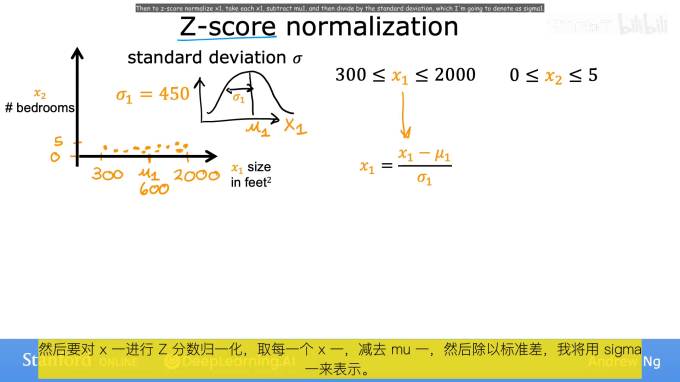 Then to z-score normalize x1, take each x1, subtract mu1, and then divide by the standard deviation, which I'm going to denote as sigma1.
Z-score normalization
bilibili
standard deviation σ
x₂
# bedrooms
σ₁ = 450
σ₁
μ₁
X₁
300 ≤ x₁ ≤ 2000
0 ≤ x₂ ≤ 5
x₁ = (x₁ − μ₁) / σ₁
5
0
300
μ₁
2000
600
x₁ size
in feet²
Stanford ONLINE
DeepLearning.AI
Andrew Ng
然后要对 x 一进行 Z 分数归一化，取每一个 x 一，减去 mu 一，然后除以标准差，我将用 sigma
一来表示。